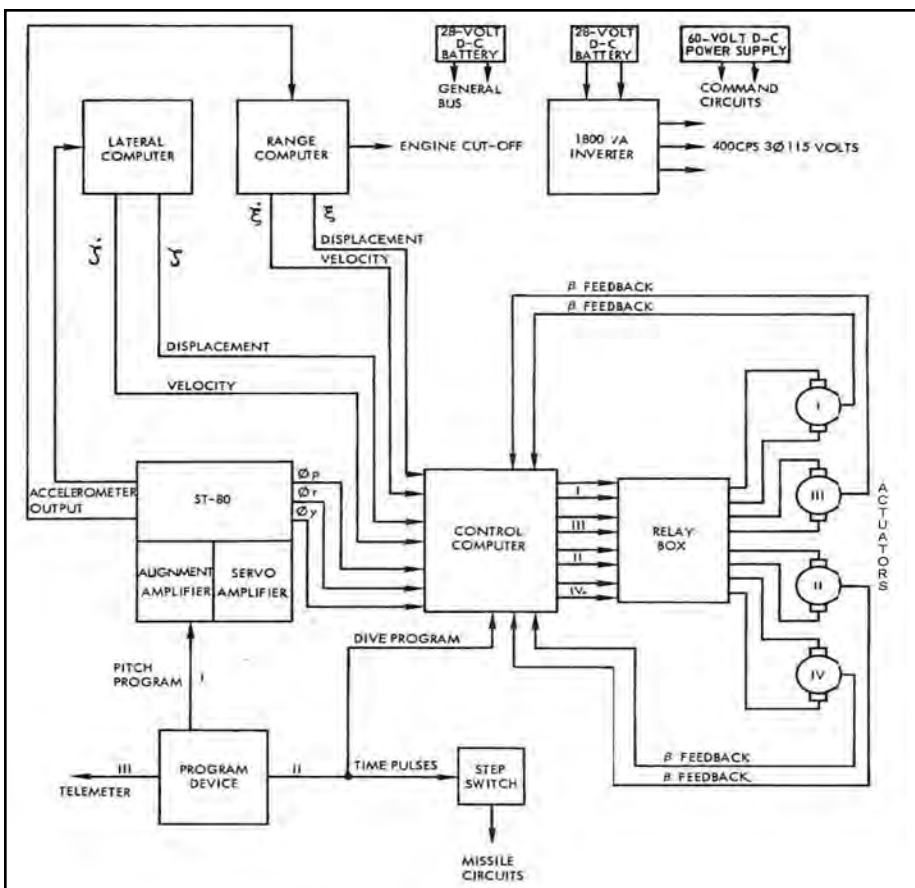 28-VOLT
D-C
BATTERY
GENERAL
BUS
28-VOLT
D-C
BATTERY
60-VOLT D-C
POWER SUPPLY
COMMAND
CIRCUITS
LATERAL
COMPUTER
RANGE
COMPUTER
ENGINE CUT-OFF
1800 VA
INVERTER
400CPS 3Ø 115 VOLTS
DISPLACEMENT
VELOCITY
β FEEDBACK
β FEEDBACK
DISPLACEMENT
VELOCITY
I
ACCELEROMETER
OUTPUT
ST-80
Øp
Ør
Øy
ALIGNMENT
AMPLIFIER
SERVO
AMPLIFIER
CONTROL
COMPUTER
I
III
II
IV
RELAY
BOX
III
II
IV
ACTUATORS
DIVE PROGRAM
PITCH
PROGRAM
I
PROGRAM
DEVICE
III
TELEMETER
II
TIME PULSES
STEP
SWITCH
MISSILE
CIRCUITS
β FEEDBACK
β FEEDBACK